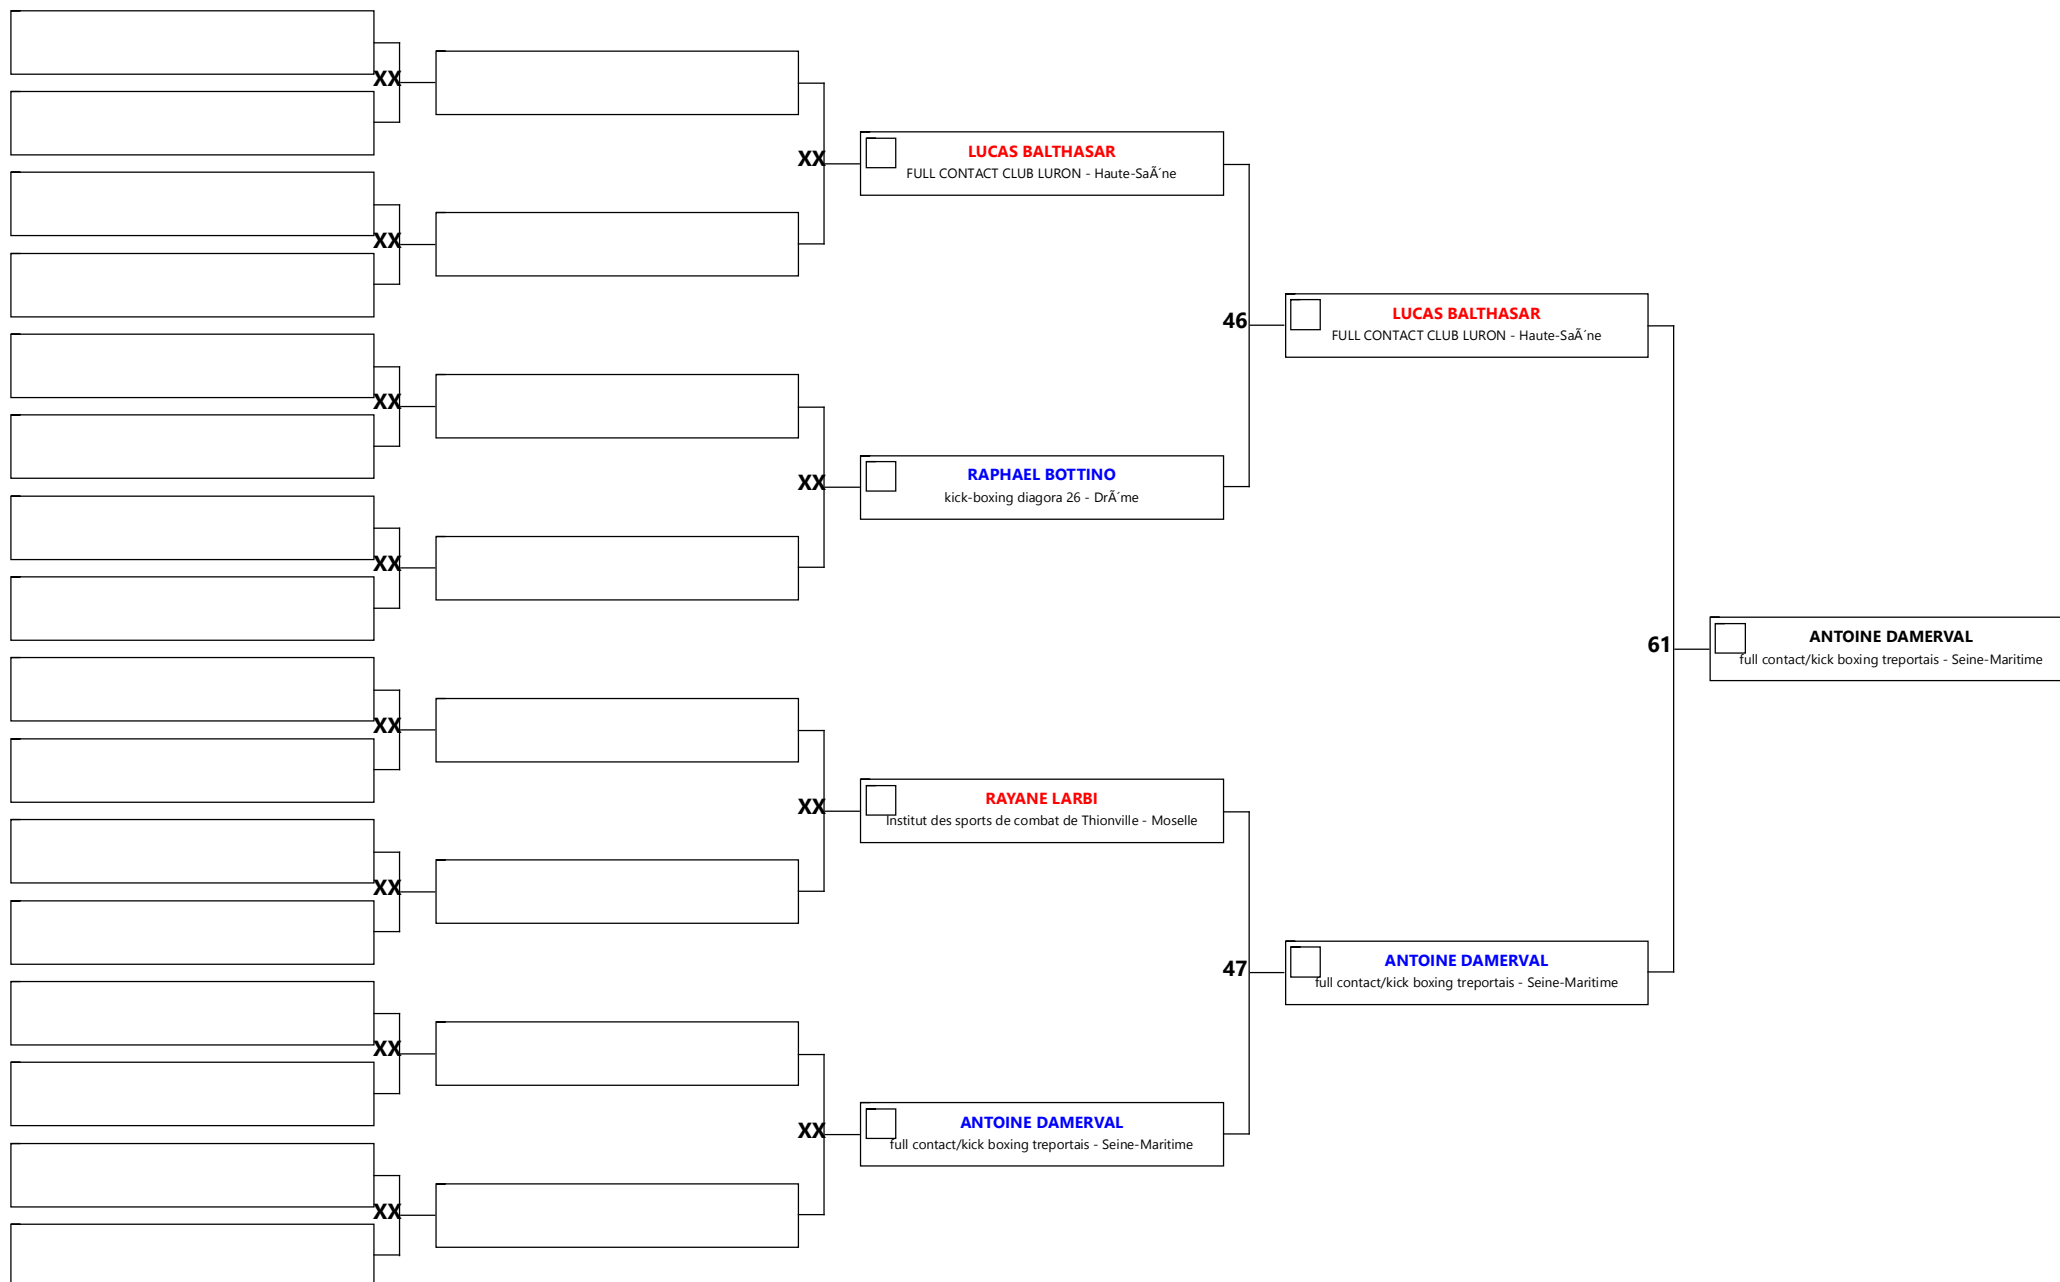 XX
XX
XX
XX
XX
XX
XX
XX
XX
XX
XX
XX
LUCAS BALTHASAR
FULL CONTACT CLUB LURON - Haute-SaÃ´ne
RAPHAEL BOTTINO
kick-boxing diagora 26 - DrÃ´me
RAYANE LARBI
Institut des sports de combat de Thionville - Moselle
ANTOINE DAMERVAL
full contact/kick boxing treportais - Seine-Maritime
46
47
LUCAS BALTHASAR
FULL CONTACT CLUB LURON - Haute-SaÃ´ne
ANTOINE DAMERVAL
full contact/kick boxing treportais - Seine-Maritime
61
ANTOINE DAMERVAL
full contact/kick boxing treportais - Seine-Maritime